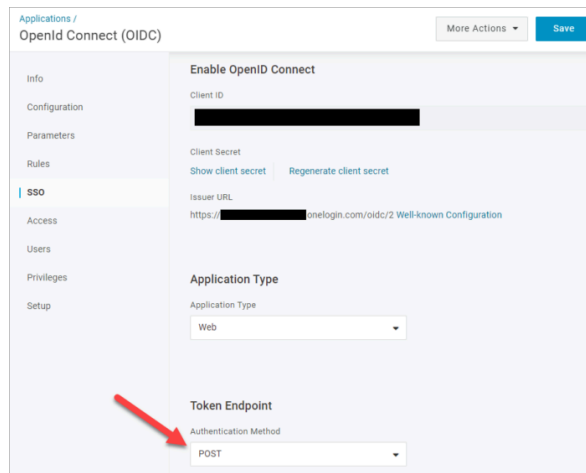 Applications /
OpenId Connect (OIDC)
More Actions
Save
Info
Configuration
Parameters
Rules
SSO
Access
Users
Privileges
Setup
Enable OpenID Connect
Client ID
Client Secret
Show client secret Regenerate client secret
Issuer URL
https:// onelogin.com/oidc/2 Well-known Configuration
Application Type
Application Type
Web
Token Endpoint
Authentication Method
POST